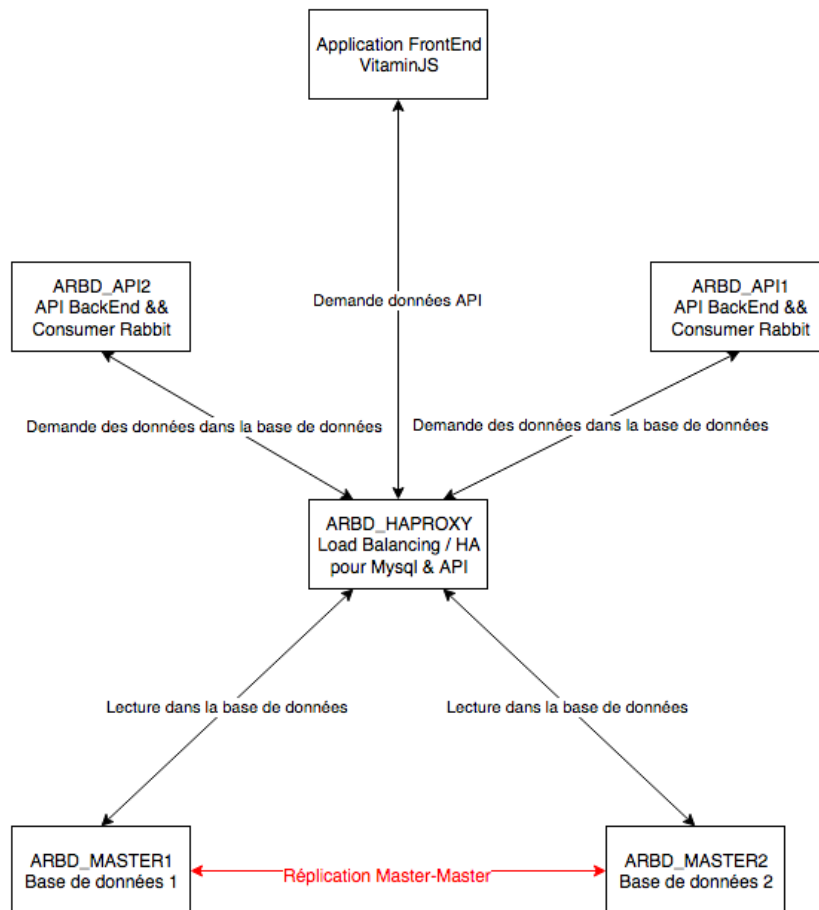 Application FrontEnd
VitaminJS
ARBD_API2
API BackEnd &&
Consumer Rabbit
ARBD_API1
API BackEnd &&
Consumer Rabbit
Demande données API
Demande des données dans la base de données
Demande des données dans la base de données
ARBD_HAPROXY
Load Balancing / HA
pour Mysql & API
Lecture dans la base de données
Lecture dans la base de données
ARBD_MASTER1
Base de données 1
Réplication Master-Master
ARBD_MASTER2
Base de données 2